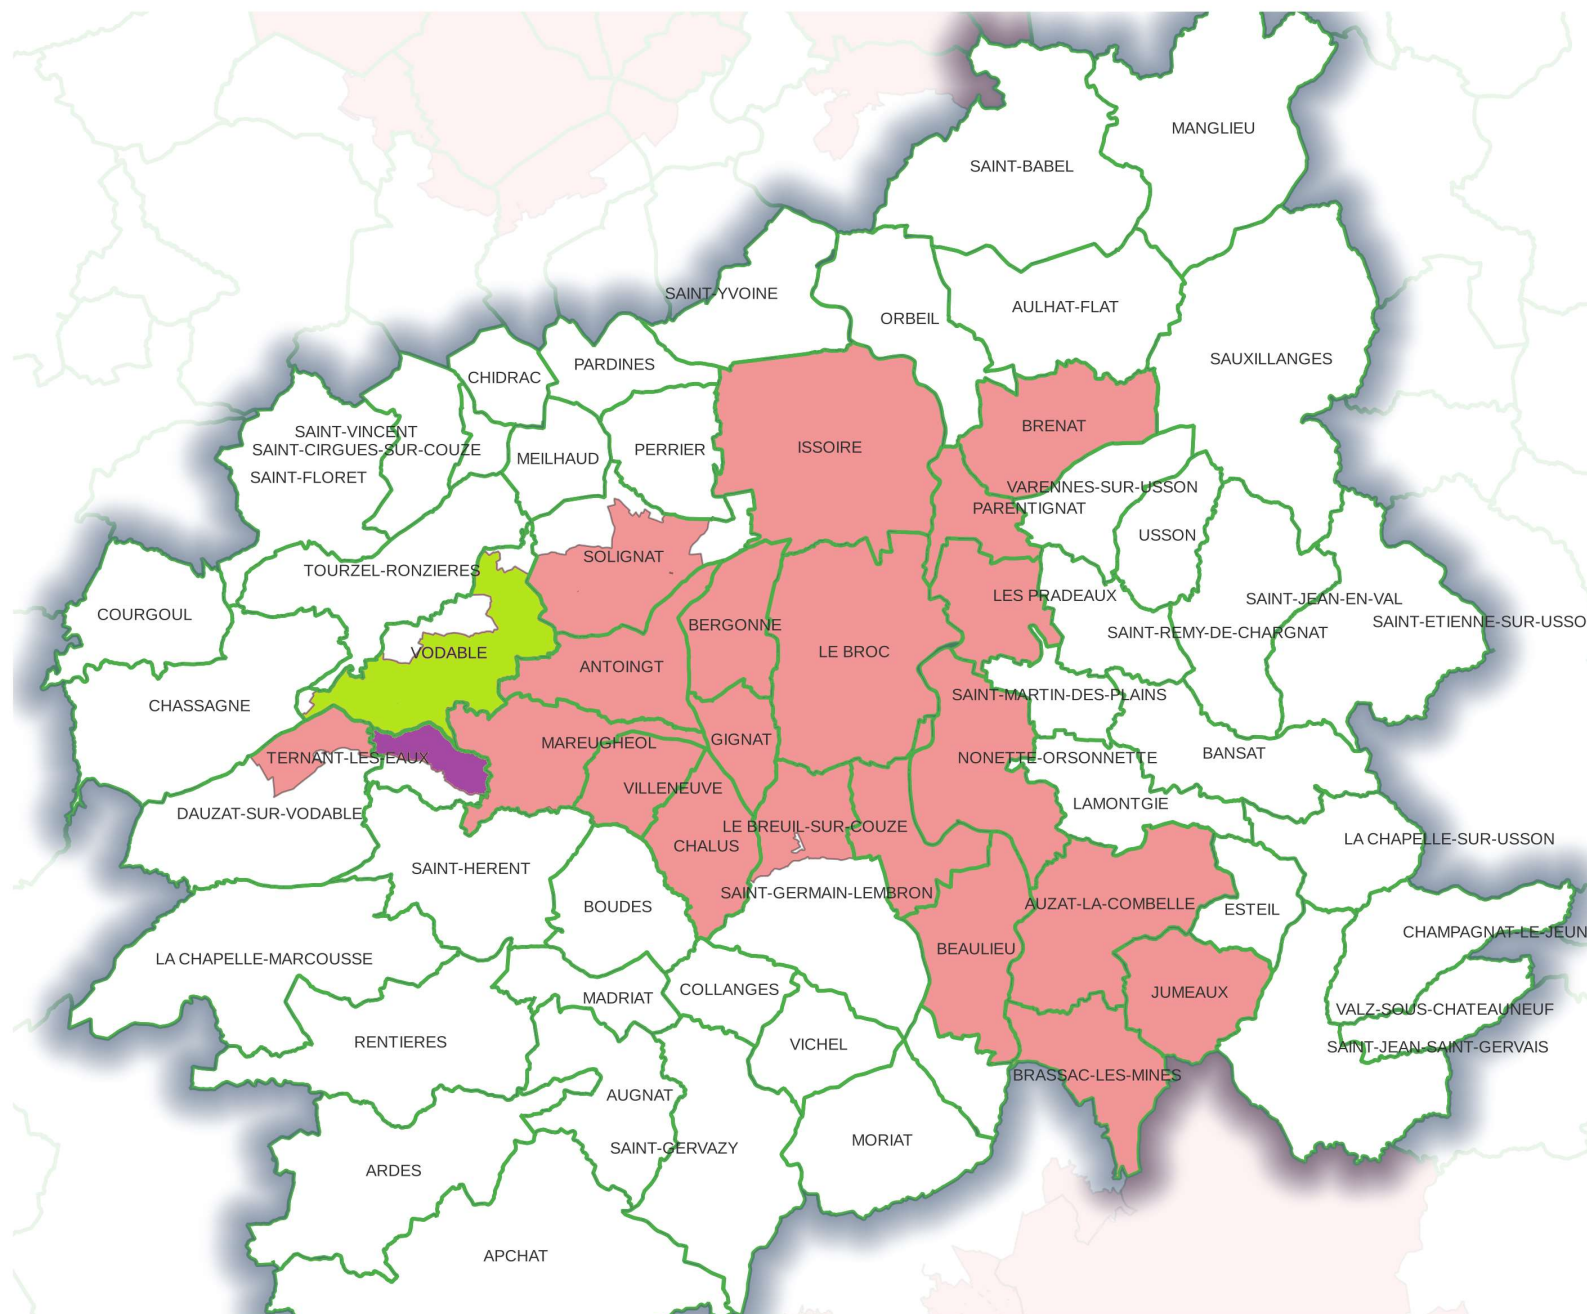 MANGLIEU
SAINT-BABEL
SAINT-YVOINE
AULHAT-FLAT
ORBEIL
SAUXILLANGES
PARDINES
CHIDRAC
BRENAT
SAINT-VINCENT
ISSOIRE
SAINT-CIRGUES-SUR-COUZE
PERRIER
MEILHAUD
SAINT-FLORET
VARENNES-SUR-USSON
PARENTIGNAT
USSON
SOLIGNAT
TOURZEL-RONZIERES
LES PRADEAUX
SAINT-JEAN-EN-VAL
COURGOUL
SAINT-ETIENNE-SUR-USSO
BERGONNE
SAINT-REMY-DE-CHARGNAT
VODABLE
LE BROC
ANTOINGT
SAINT-MARTIN-DES-PLAINS
CHASSAGNE
GIGNAT
MAREUGHEOL
BANSAT
TERNANT-LES-EAUX
NONETTE-ORSONNETTE
VILLENEUVE
LAMONTGIE
DAUZAT-SUR-VODABLE
LE BREUIL-SUR-COUZE
LA CHAPELLE-SUR-USSON
CHALUS
SAINT-HERENT
SAINT-GERMAIN-LEMBRON
AUZAT-LA-COMBELLE
BOUDES
ESTEIL
CHAMPAGNAT-LE-JEUN
BEAULIEU
LA CHAPELLE-MARCOUSSE
COLLANGES
JUMEAUX
MADRIAT
VALZ-SOUS-CHATEAUNEUF
RENTIERES
VICHEL
SAINT-JEAN-SAINT-GERVAIS
BRASSAC-LES-MINES
AUGNAT
MORIAT
SAINT-GERVAZY
ARDES
APCHAT